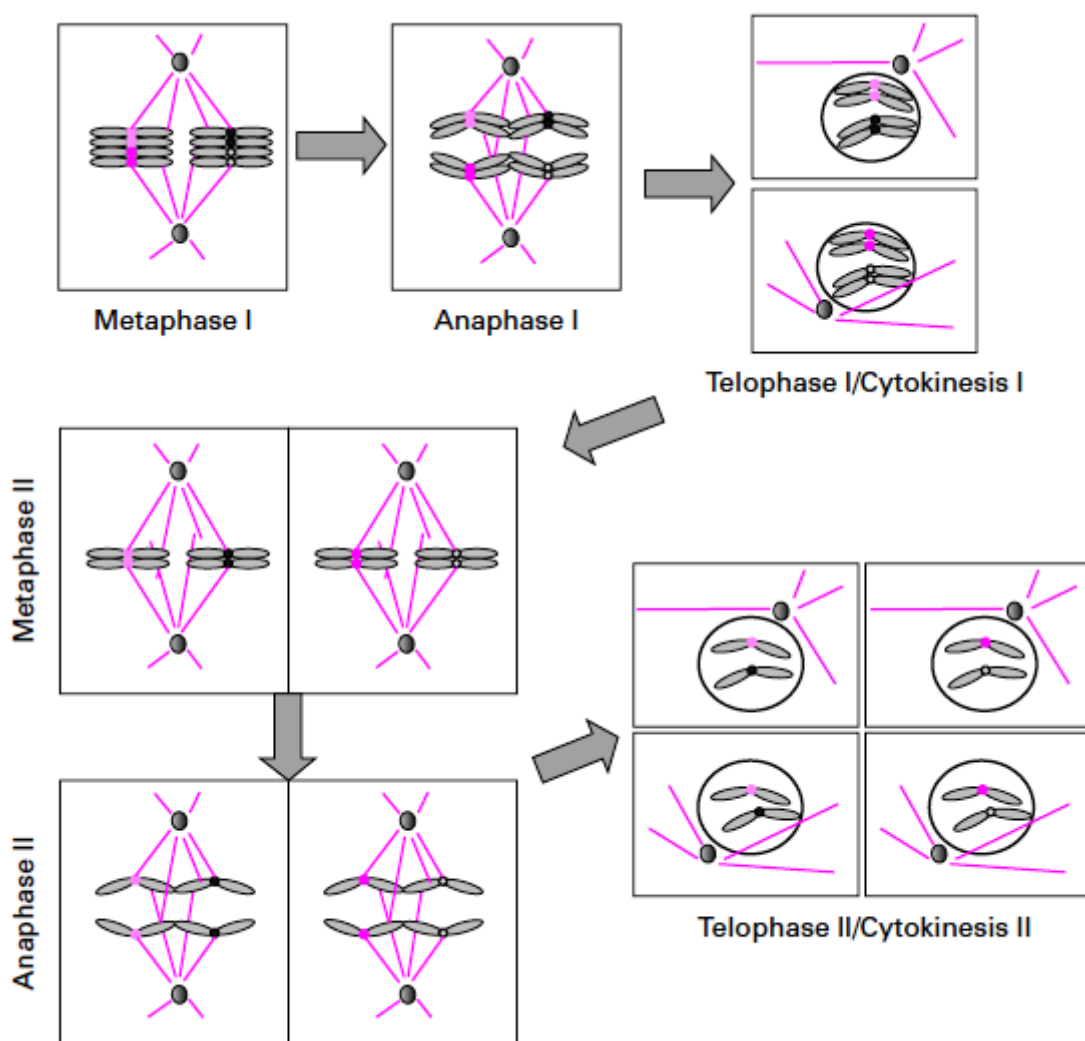 Metaphase I
Anaphase I
Telophase I/Cytokinesis I
Metaphase II
Anaphase II
Telophase II/Cytokinesis II